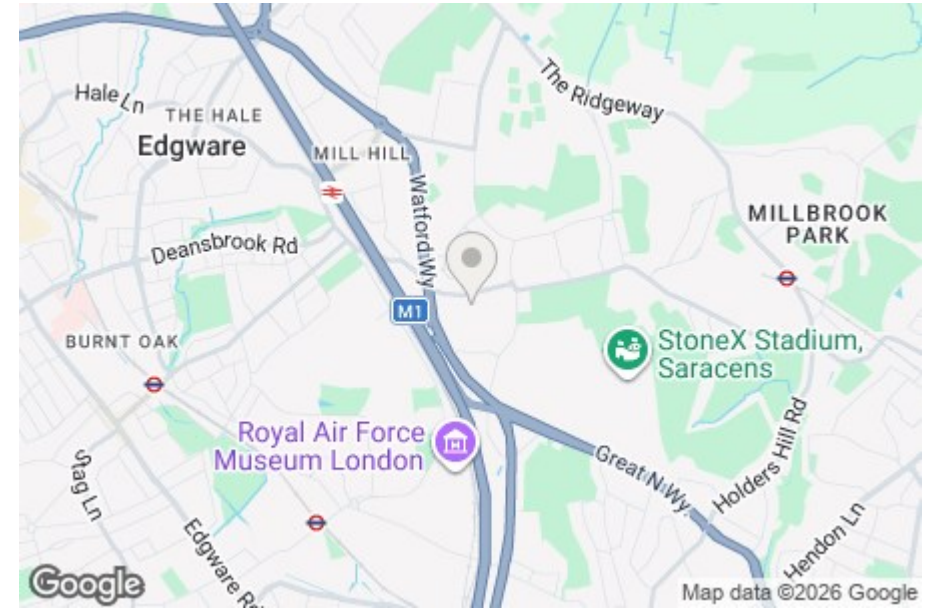 The Ridgeway
Hale Ln
THE HALE
Edgware
MILL HILL
Watford Wy
MILLBROOK
PARK
Deansbrook Rd
M1
BURNT OAK
StoneX Stadium,
Saracens
Royal Air Force
Museum London
Great N Wy.
Holders Hill Rd
Stag Ln
Edgware Rd
Hendon Ln
Google
Map data ©2026 Google